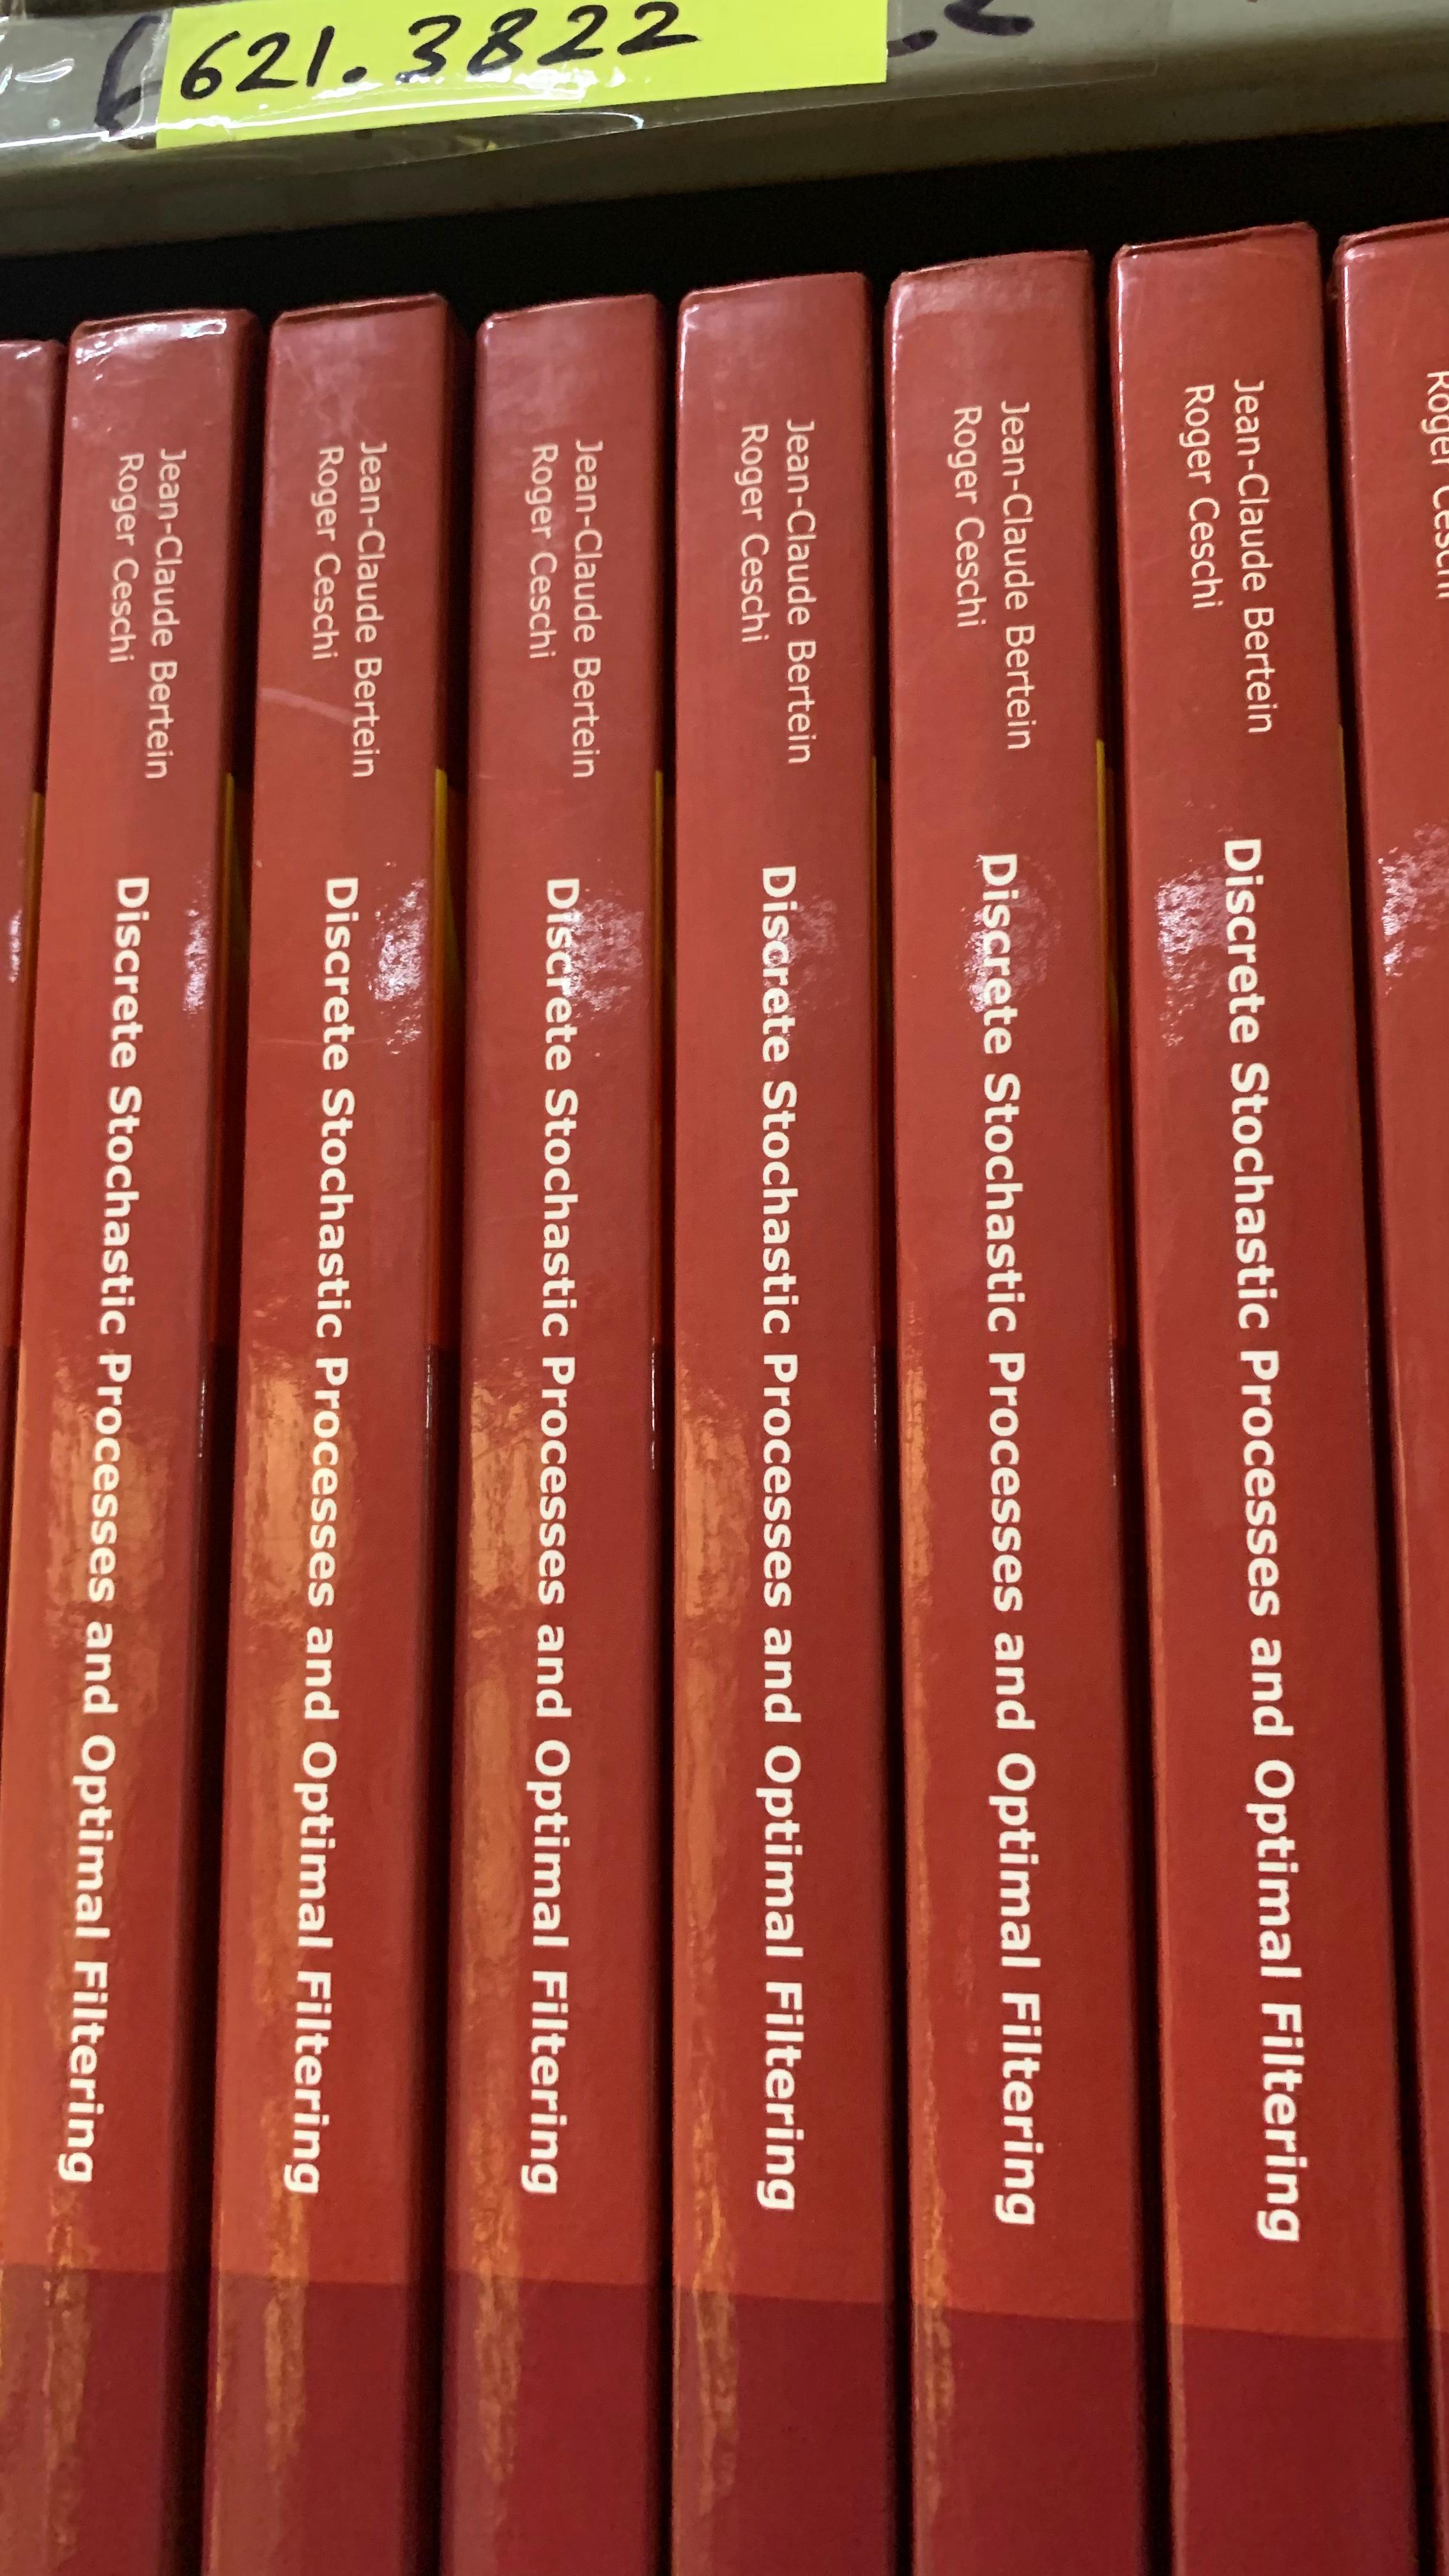 621.3822
Jean-Claude Bertein
Roger Ceschi
Discrete Stochastic Processes and Optimal Filtering
Jean-Claude Bertein
Roger Ceschi
Discrete Stochastic Processes and Optimal Filtering
Jean-Claude Bertein
Roger Ceschi
Discrete Stochastic Processes and Optimal Filtering
Jean-Claude Bertein
Roger Ceschi
Discrete Stochastic Processes and Optimal Filtering
Jean-Claude Bertein
Roger Ceschi
Discrete Stochastic Processes and Optimal Filtering
Jean-Claude Bertein
Roger Ceschi
Discrete Stochastic Processes and Optimal Filtering
Roger Ceschi